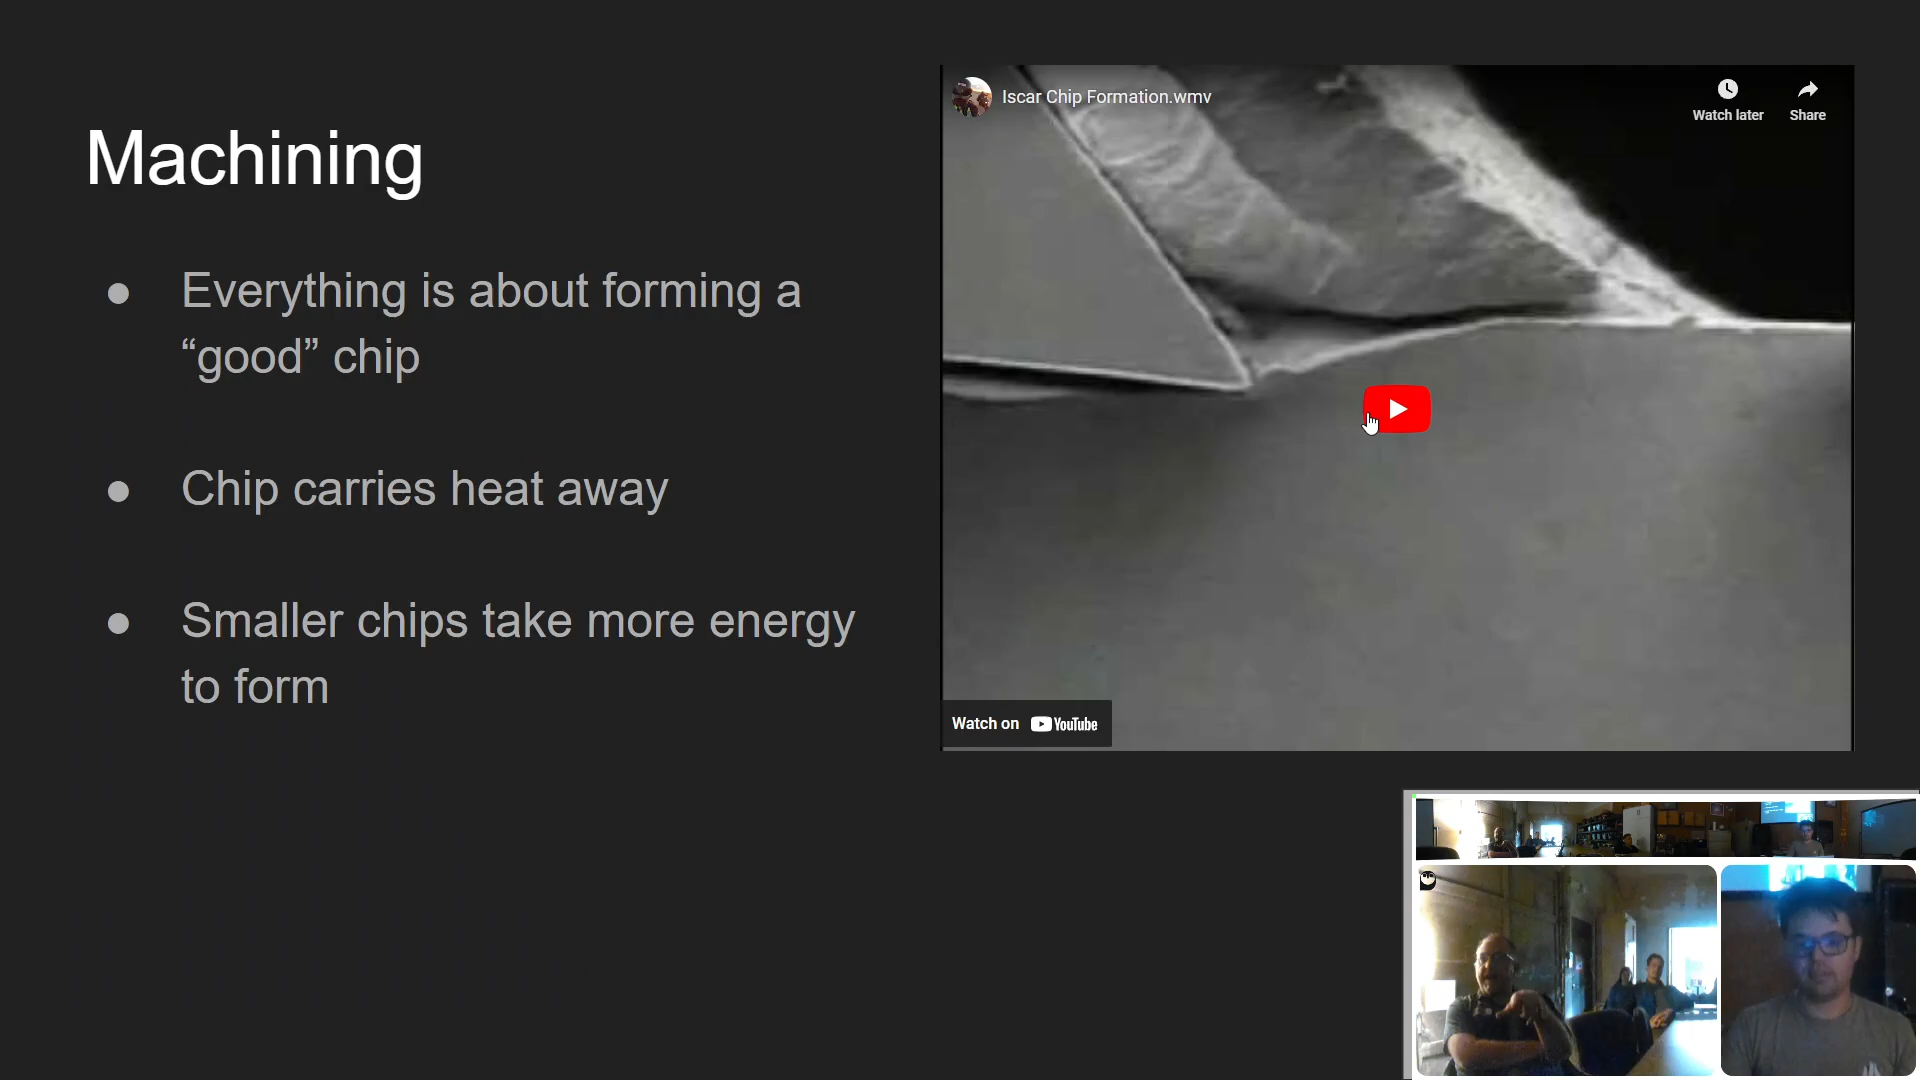 Machining
● Everything is about forming a
“good” chip
● Chip carries heat away
● Smaller chips take more energy
to form
Iscar Chip Formation.wmv
Watch later
Share
Watch on YouTube